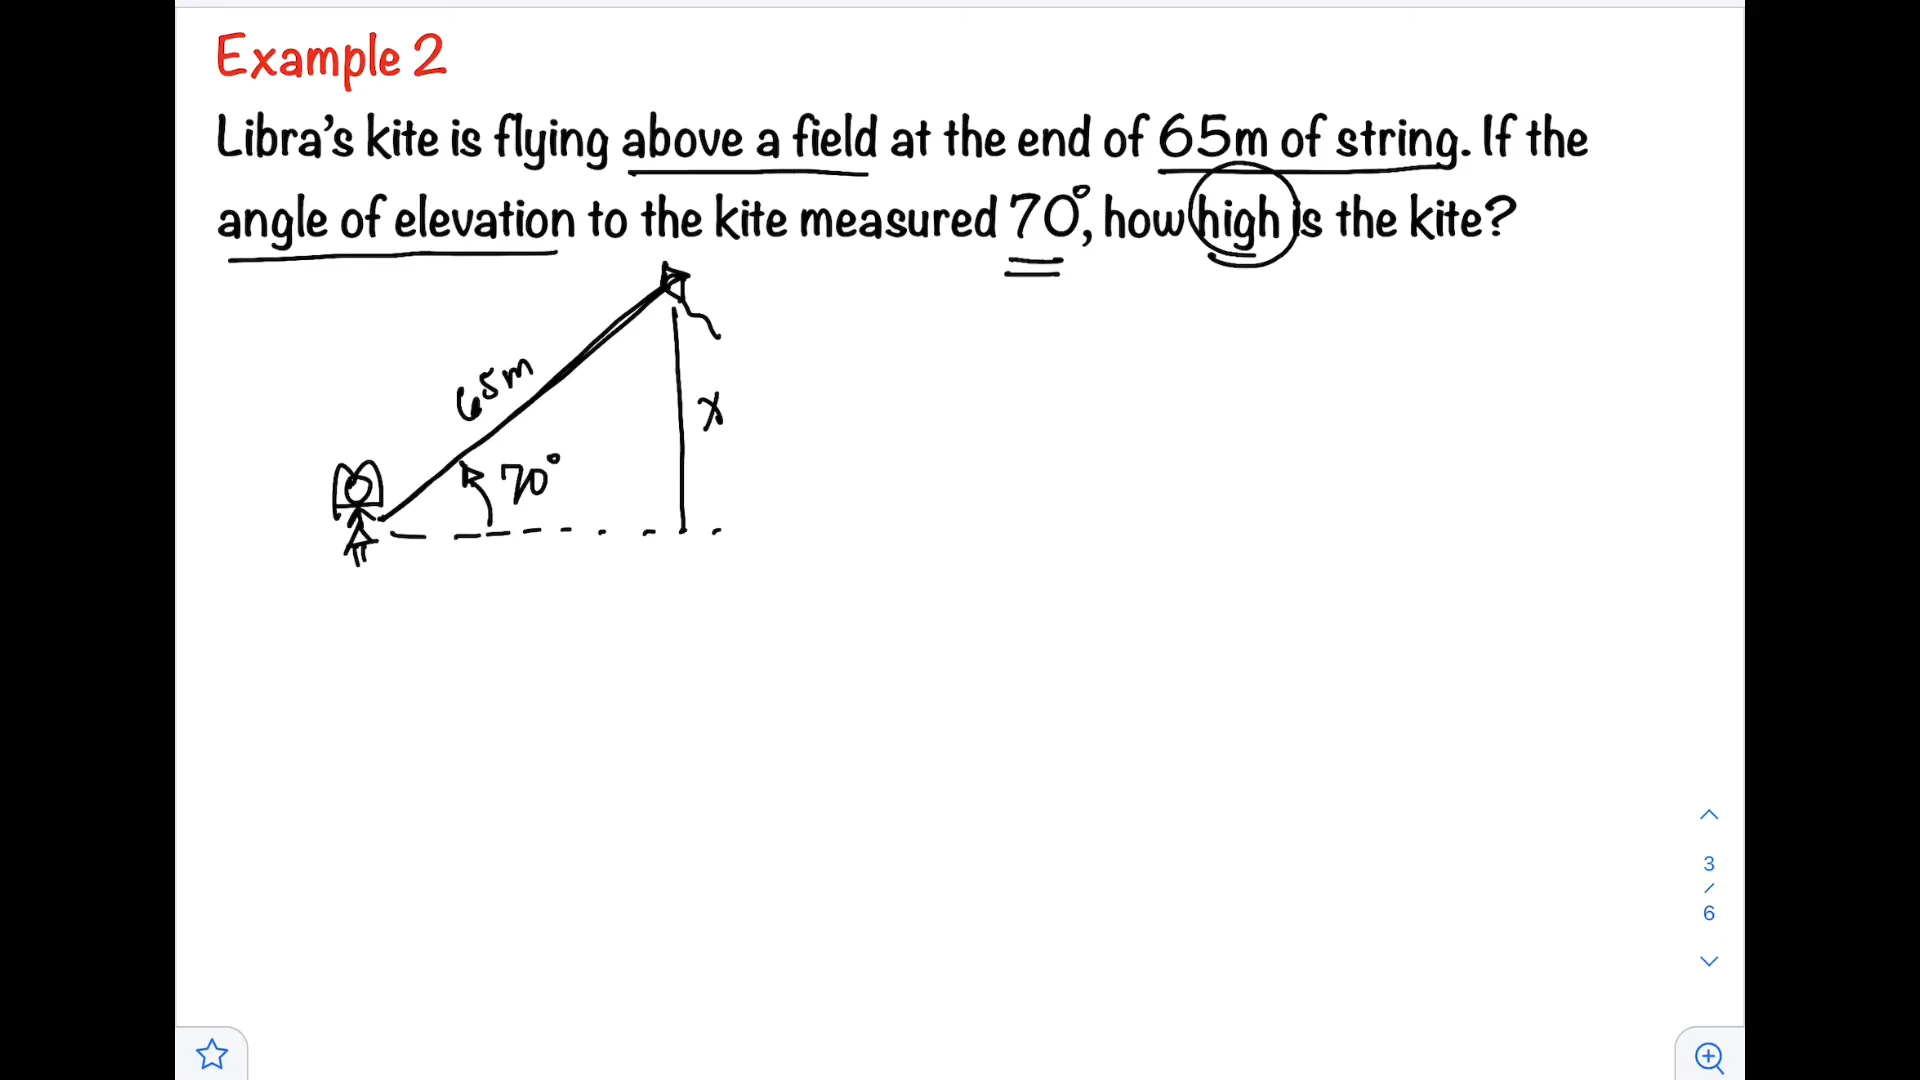 Example 2
Libra’s kite is flying above a field at the end of 65m of string. If the
angle of elevation to the kite measured 70°, how high is the kite?
65m
x
70°
3
/
6